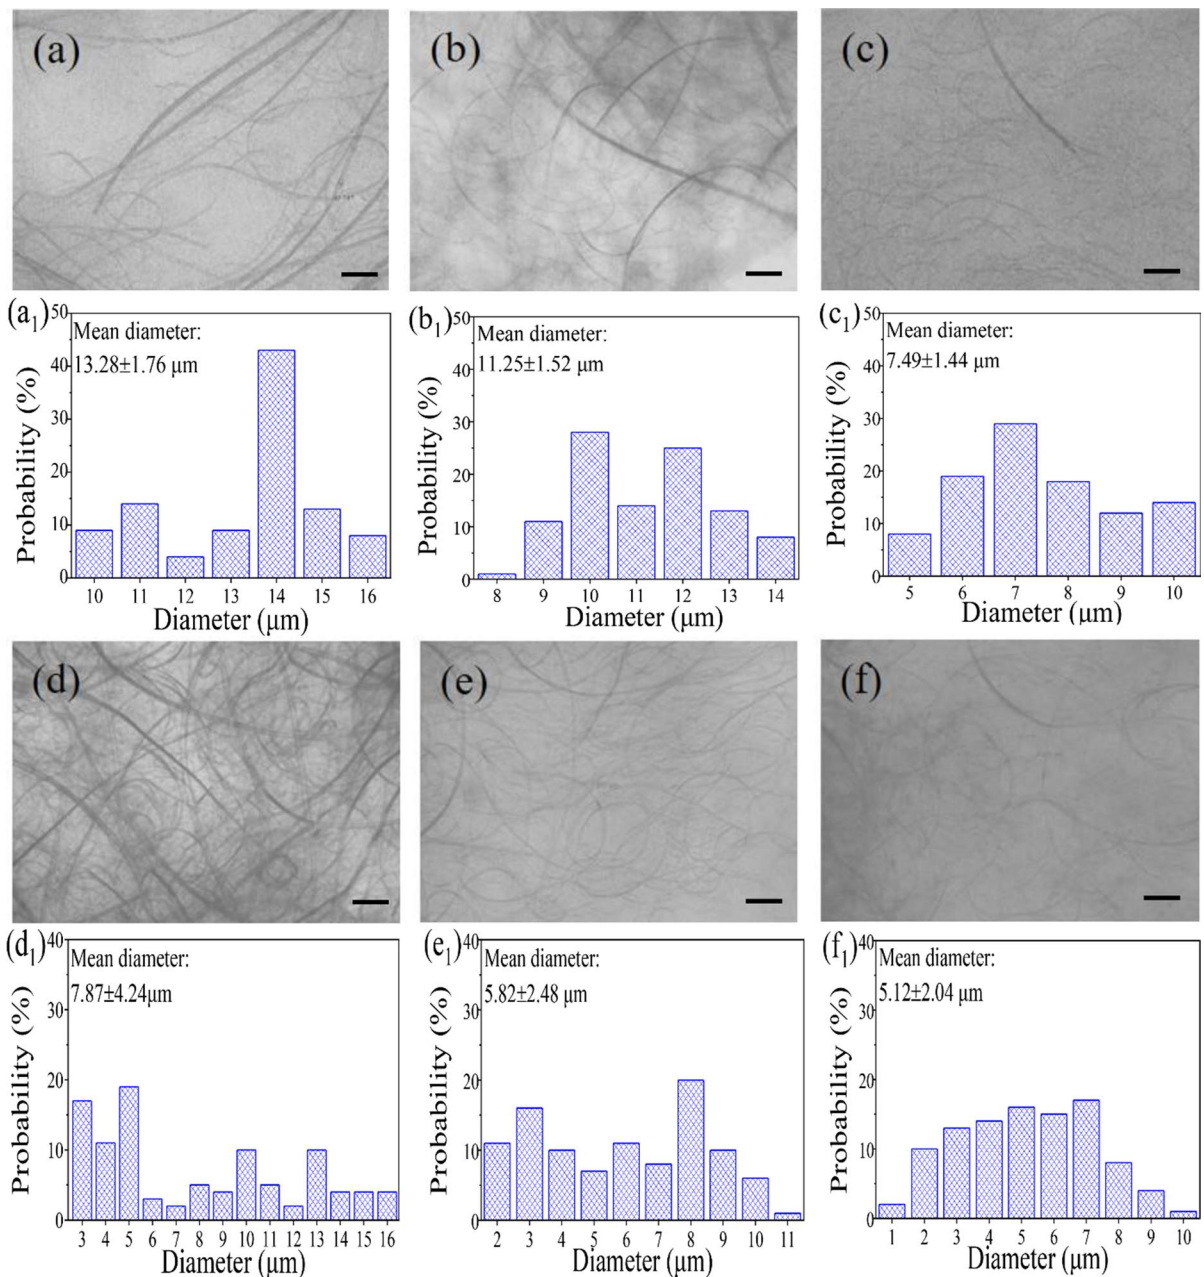 (a)
(b)
(c)
(a1)
Mean diameter:
13.28±1.76 μm
50
40
30
20
10
0
Probability (%)
10 11 12 13 14 15 16
Diameter (μm)
(b1)
Mean diameter:
11.25±1.52 μm
50
40
30
20
10
0
Probability (%)
8 9 10 11 12 13 14
Diameter (μm)
(c1)
Mean diameter:
7.49±1.44 μm
50
40
30
20
10
0
Probability (%)
5 6 7 8 9 10
Diameter (μm)
(d)
(e)
(f)
(d1)
Mean diameter:
7.87±4.24μm
40
30
20
10
0
Probability (%)
3 4 5 6 7 8 9 10 11 12 13 14 15 16
Diameter (μm)
(e1)
Mean diameter:
5.82±2.48 μm
40
30
20
10
0
Probability (%)
2 3 4 5 6 7 8 9 10 11
Diameter (μm)
(f1)
Mean diameter:
5.12±2.04 μm
40
30
20
10
0
Probability (%)
1 2 3 4 5 6 7 8 9 10
Diameter (μm)